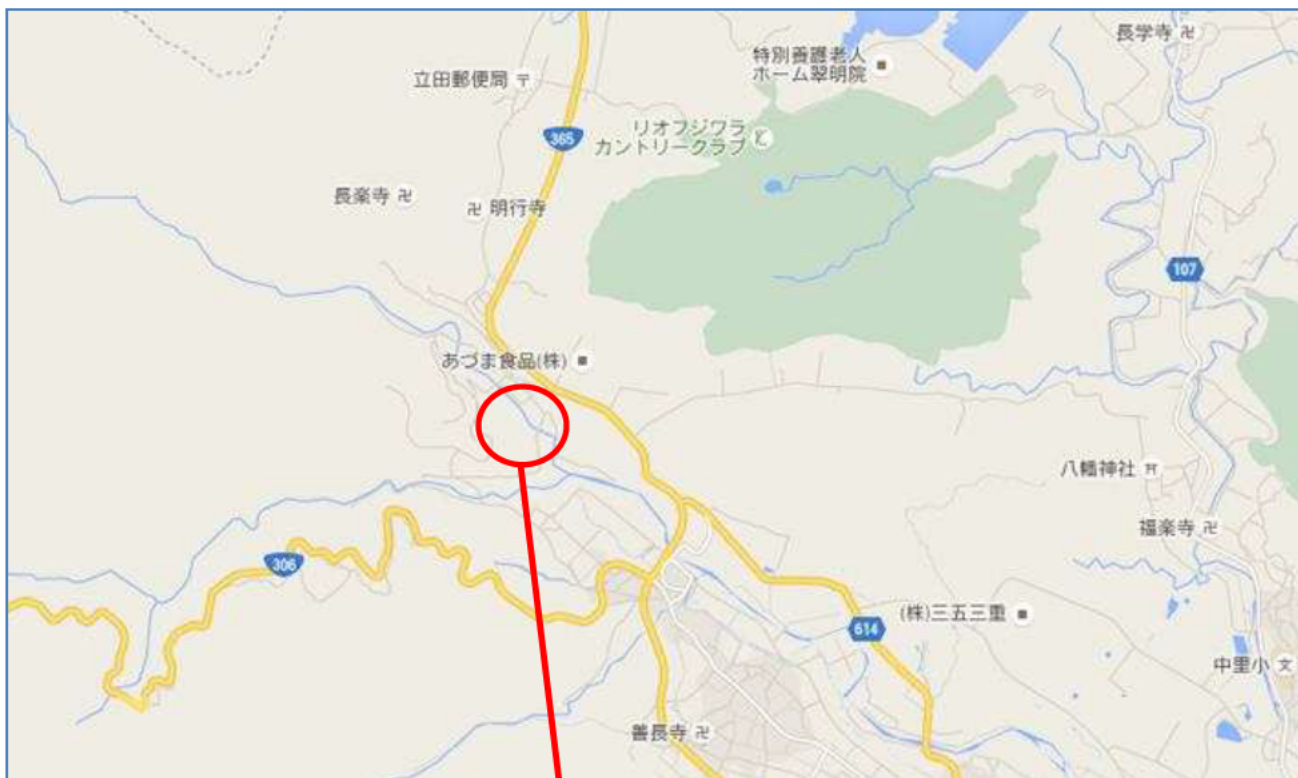 長学寺
特別養護老人
ホーム翠明院
立田郵便局
365
リオフジワラ
カントリークラブ
長楽寺
明行寺
107
あづま食品(株)
八幡神社
福楽寺
306
(株)三五三重
614
中里小
文
善長寺